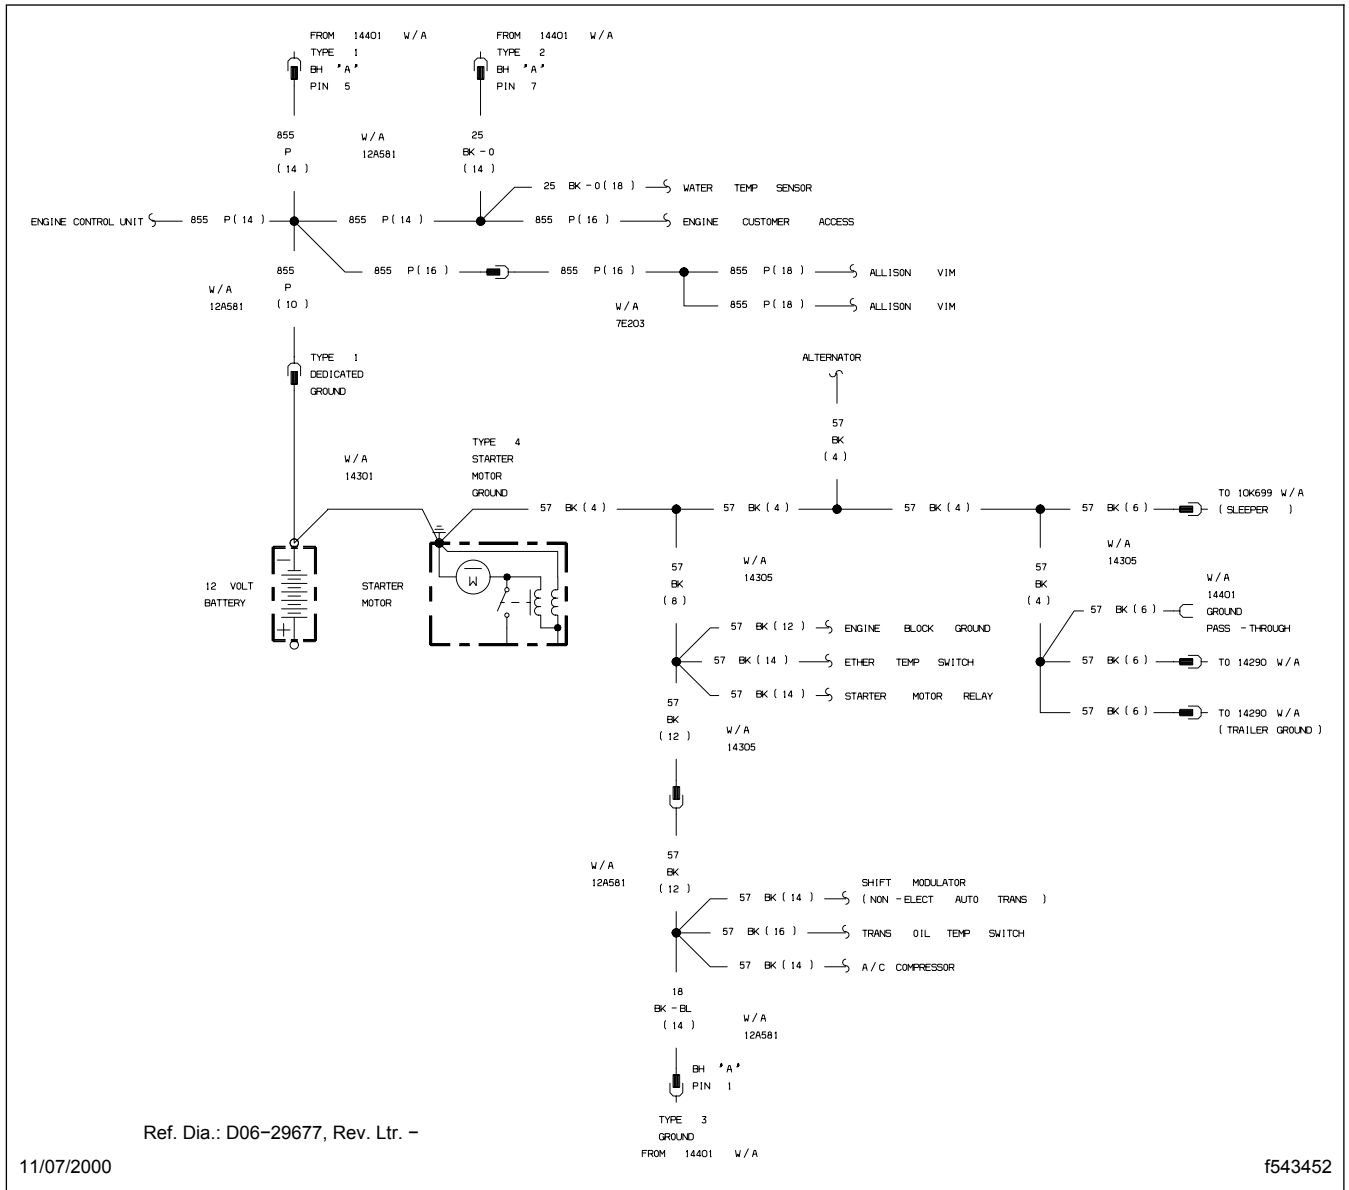 FROM 14401 W/A
TYPE 1
BH 'A'
PIN 5
FROM 14401 W/A
TYPE 2
BH 'A'
PIN 7
855
P
(14)
W/A
12A581
25
BK-O
(14)
25 BK-O(18) WATER TEMP SENSOR
ENGINE CONTROL UNIT 855 P(14) 855 P(14) 855 P(16) ENGINE CUSTOMER ACCESS
855
P
(10)
W/A
12A581
855 P(16) 855 P(16) 855 P(18) ALLISON VIM
855 P(18) ALLISON VIM
W/A
7E203
TYPE 1
DEDICATED
GROUND
ALTERNATOR
57
BK
(4)
W/A
14301
TYPE 4
STARTER
MOTOR
GROUND
57 BK(4) 57 BK(4) 57 BK(4) 57 BK(6) TO 10K699 W/A
(SLEEPER)
12 VOLT
BATTERY
−
+
STARTER
MOTOR
M
57
BK
(8)
W/A
14305
57
BK
(4)
W/A
14305
57 BK(6)
W/A
14401
GROUND
PASS-THROUGH
57 BK(12) ENGINE BLOCK GROUND
57 BK(14) ETHER TEMP SWITCH
57 BK(14) STARTER MOTOR RELAY
57 BK(6) TO 14290 W/A
57 BK(6) TO 14290 W/A
(TRAILER GROUND)
57
BK
(12)
W/A
14305
W/A
12A581
57
BK
(12)
57 BK(14) SHIFT MODULATOR
(NON-ELECT AUTO TRANS)
57 BK(16) TRANS OIL TEMP SWITCH
57 BK(14) A/C COMPRESSOR
18
BK-BL
(14)
W/A
12A581
BH 'A'
PIN 1
TYPE 3
GROUND
FROM 14401 W/A
Ref. Dia.: D06−29677, Rev. Ltr. −
11/07/2000
f543452